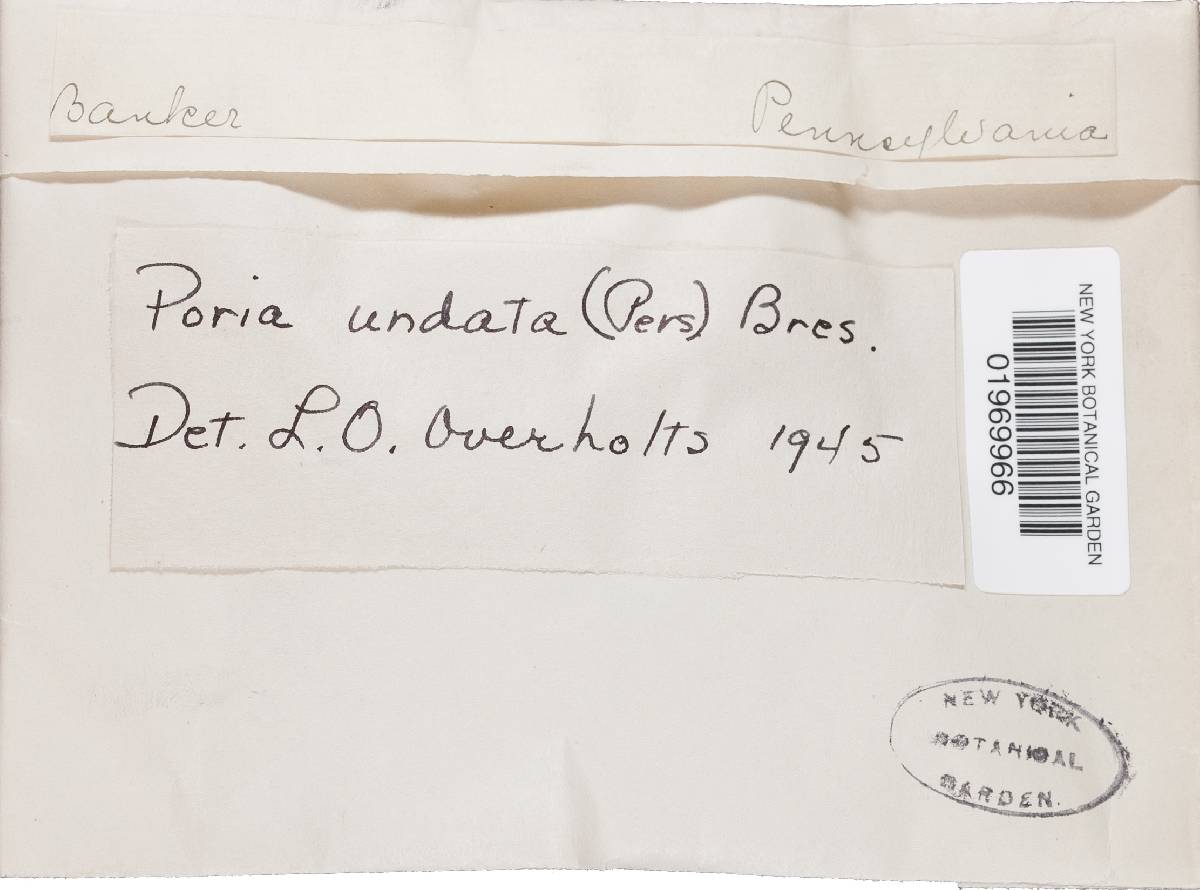 Banker Pennsylvania
Poria undata (Pers) Bres.
Det. L.O. Overholts 1945
NEW YORK BOTANICAL GARDEN
01969966
NEW YORK
BOTANICAL
GARDEN.